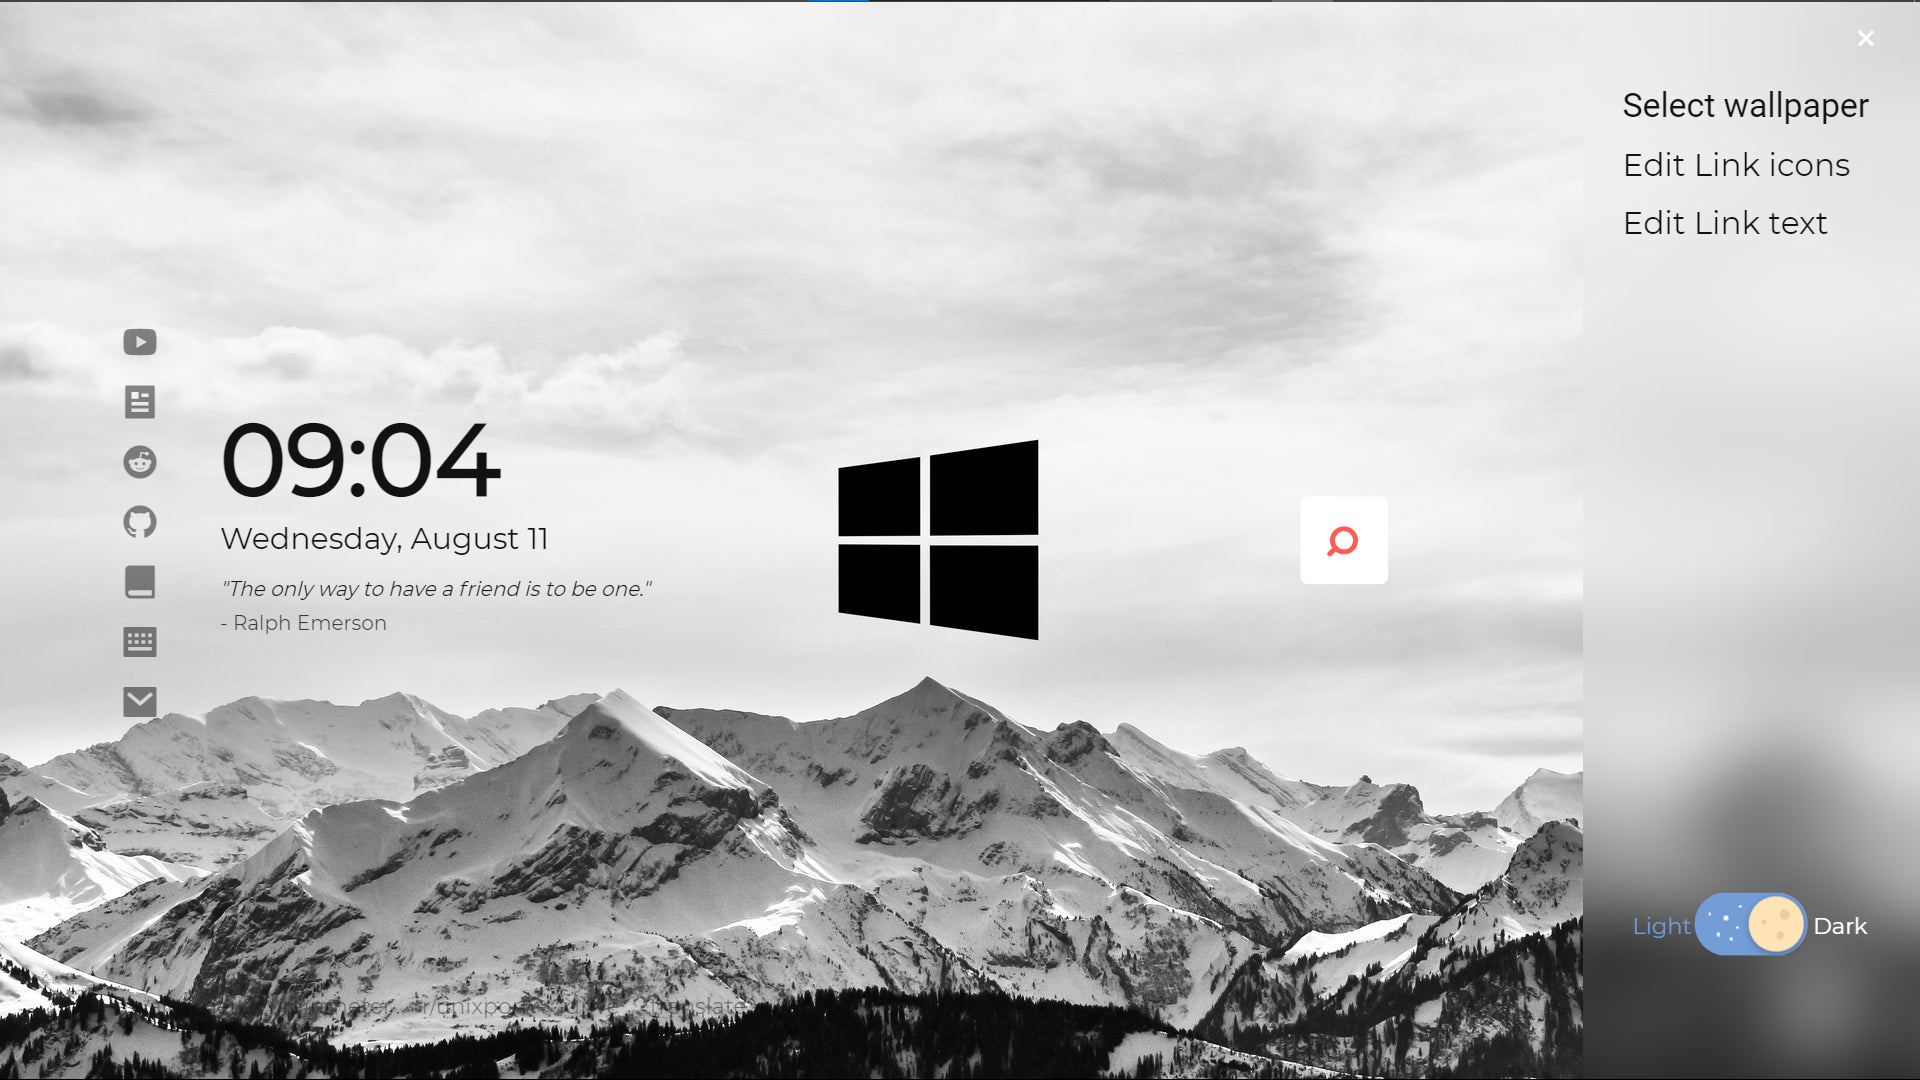 09:04
Wednesday, August 11
"The only way to have a friend is to be one."
- Ralph Emerson
Select wallpaper
Edit Link icons
Edit Link text
Light
Dark
translate